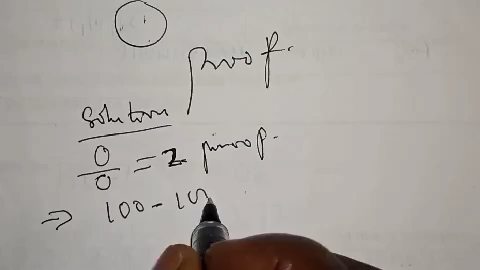 proof.
Solution
0/0 = 2 proof.
⇒ 100 - 100